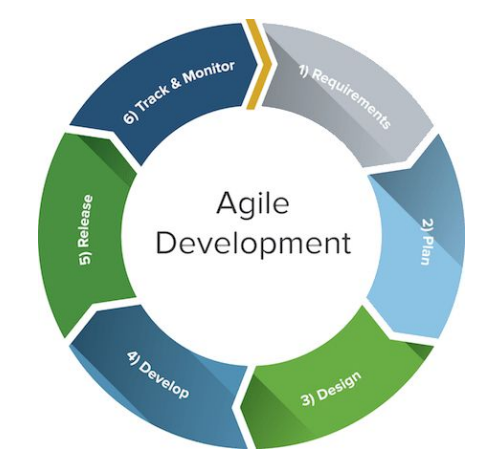 Agile
Development
1) Requirements
2) Plan
3) Design
4) Develop
5) Release
6) Track & Monitor